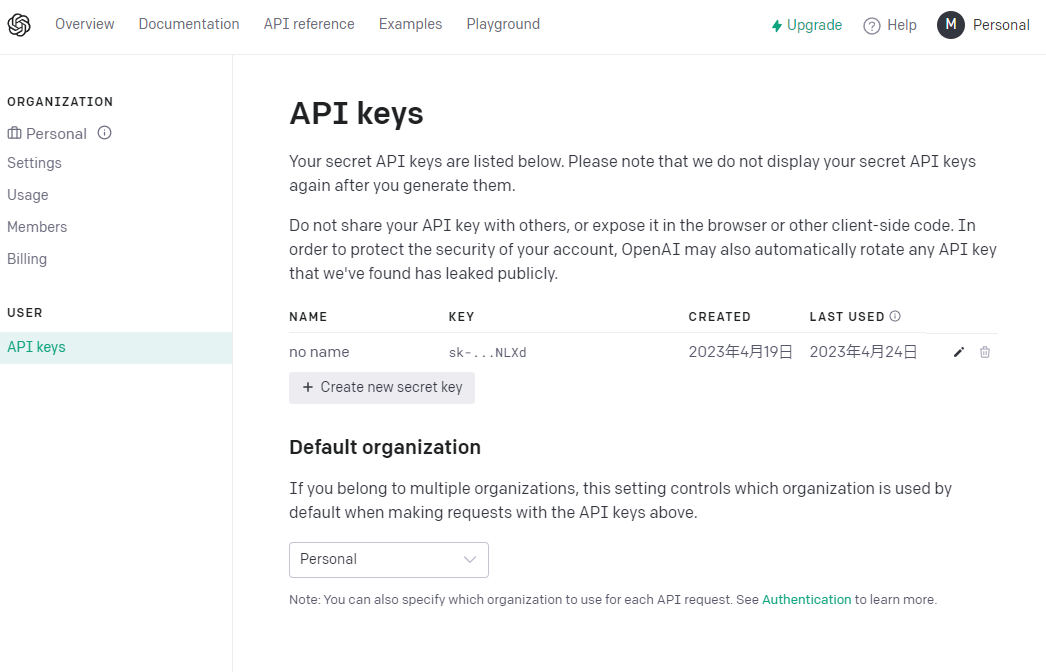 Overview Documentation API reference Examples Playground Upgrade Help M Personal
ORGANIZATION
Personal
Settings
Usage
Members
Billing
USER
API keys
API keys
Your secret API keys are listed below. Please note that we do not display your secret API keys
again after you generate them.
Do not share your API key with others, or expose it in the browser or other client-side code. In
order to protect the security of your account, OpenAI may also automatically rotate any API key
that we've found has leaked publicly.
NAME KEY CREATED LAST USED
no name sk-...NLXd 2023年4月19日 2023年4月24日
+ Create new secret key
Default organization
If you belong to multiple organizations, this setting controls which organization is used by
default when making requests with the API keys above.
Personal
Note: You can also specify which organization to use for each API request. See Authentication to learn more.